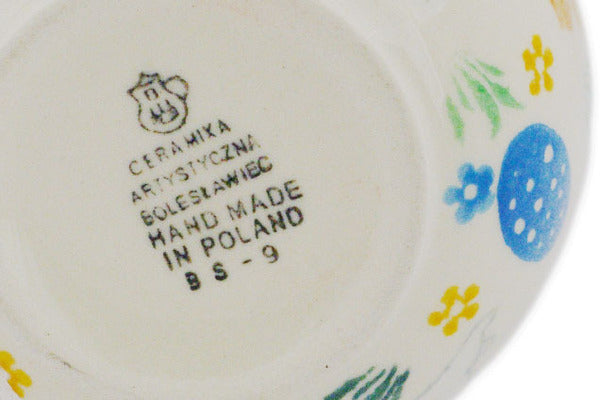 CERAMIKA
ARTYSTYCZNA
BOLESŁAWIEC
HAND MADE
IN POLAND
BS-9